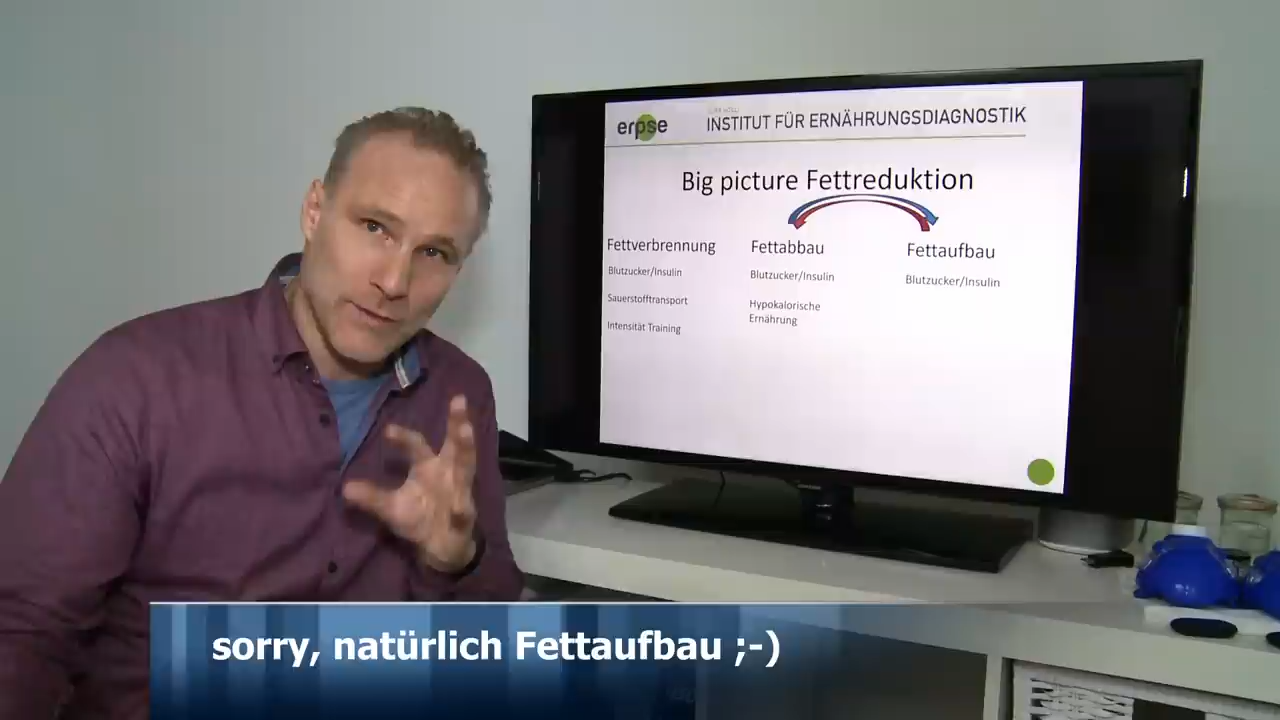 erpse
INSTITUT FÜR ERNÄHRUNGSDIAGNOSTIK
Big picture Fettreduktion
Fettverbrennung
Blutzucker/Insulin
Sauerstofftransport
Intensität Training
Fettabbau
Blutzucker/Insulin
Hypokalorische
Ernährung
Fettaufbau
Blutzucker/Insulin
sorry, natürlich Fettaufbau ;-)